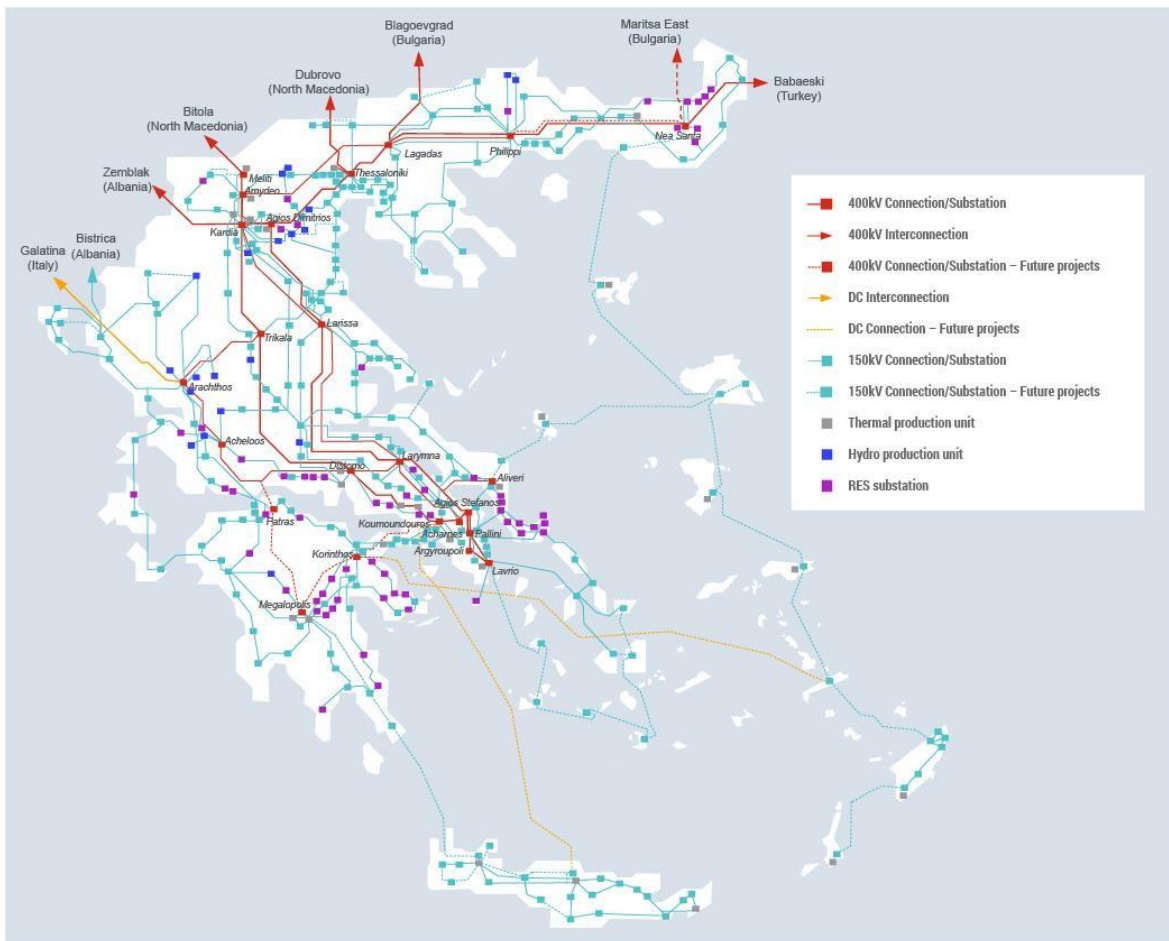 Blagoevgrad
(Bulgaria)
Maritsa East
(Bulgaria)
Dubrovo
(North Macedonia)
Babaeski
(Turkey)
Bitola
(North Macedonia)
Zemblak
(Albania)
Bistrica
(Albania)
Galatina
(Italy)
Nea Santa
Philippi
Lagadas
Thessaloniki
Meliti
Amydeo
Agios Dimitrios
Kardia
Larissa
Trikala
Arachthos
Acheloos
Larymna
Distomo
Aliveri
Agios Stefanos
Patras
Koumoundouros
Acharnes
Pallini
Argyroupoli
Korinthos
Lavrio
Megalopolis
400kV Connection/Substation
400kV Interconnection
400kV Connection/Substation – Future projects
DC Interconnection
DC Connection – Future projects
150kV Connection/Substation
150kV Connection/Substation – Future projects
Thermal production unit
Hydro production unit
RES substation